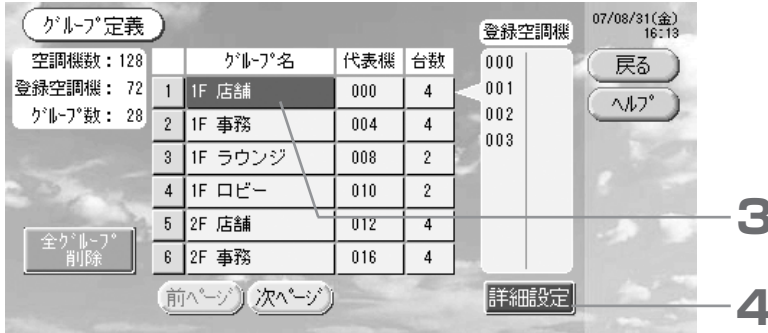 グループ定義
登録空調機
07/08/31(金)
16:13
空調機数：128
登録空調機： 72
グループ数： 28
グループ名 代表機 台数
1 1F 店舗 000 4
2 1F 事務 004 4
3 1F ラウンジ 008 2
4 1F ロビー 010 2
5 2F 店舗 012 4
6 2F 事務 016 4
000
001
002
003
戻る
ヘルプ
3
全グループ
削除
前ページ 次ページ
詳細設定
4